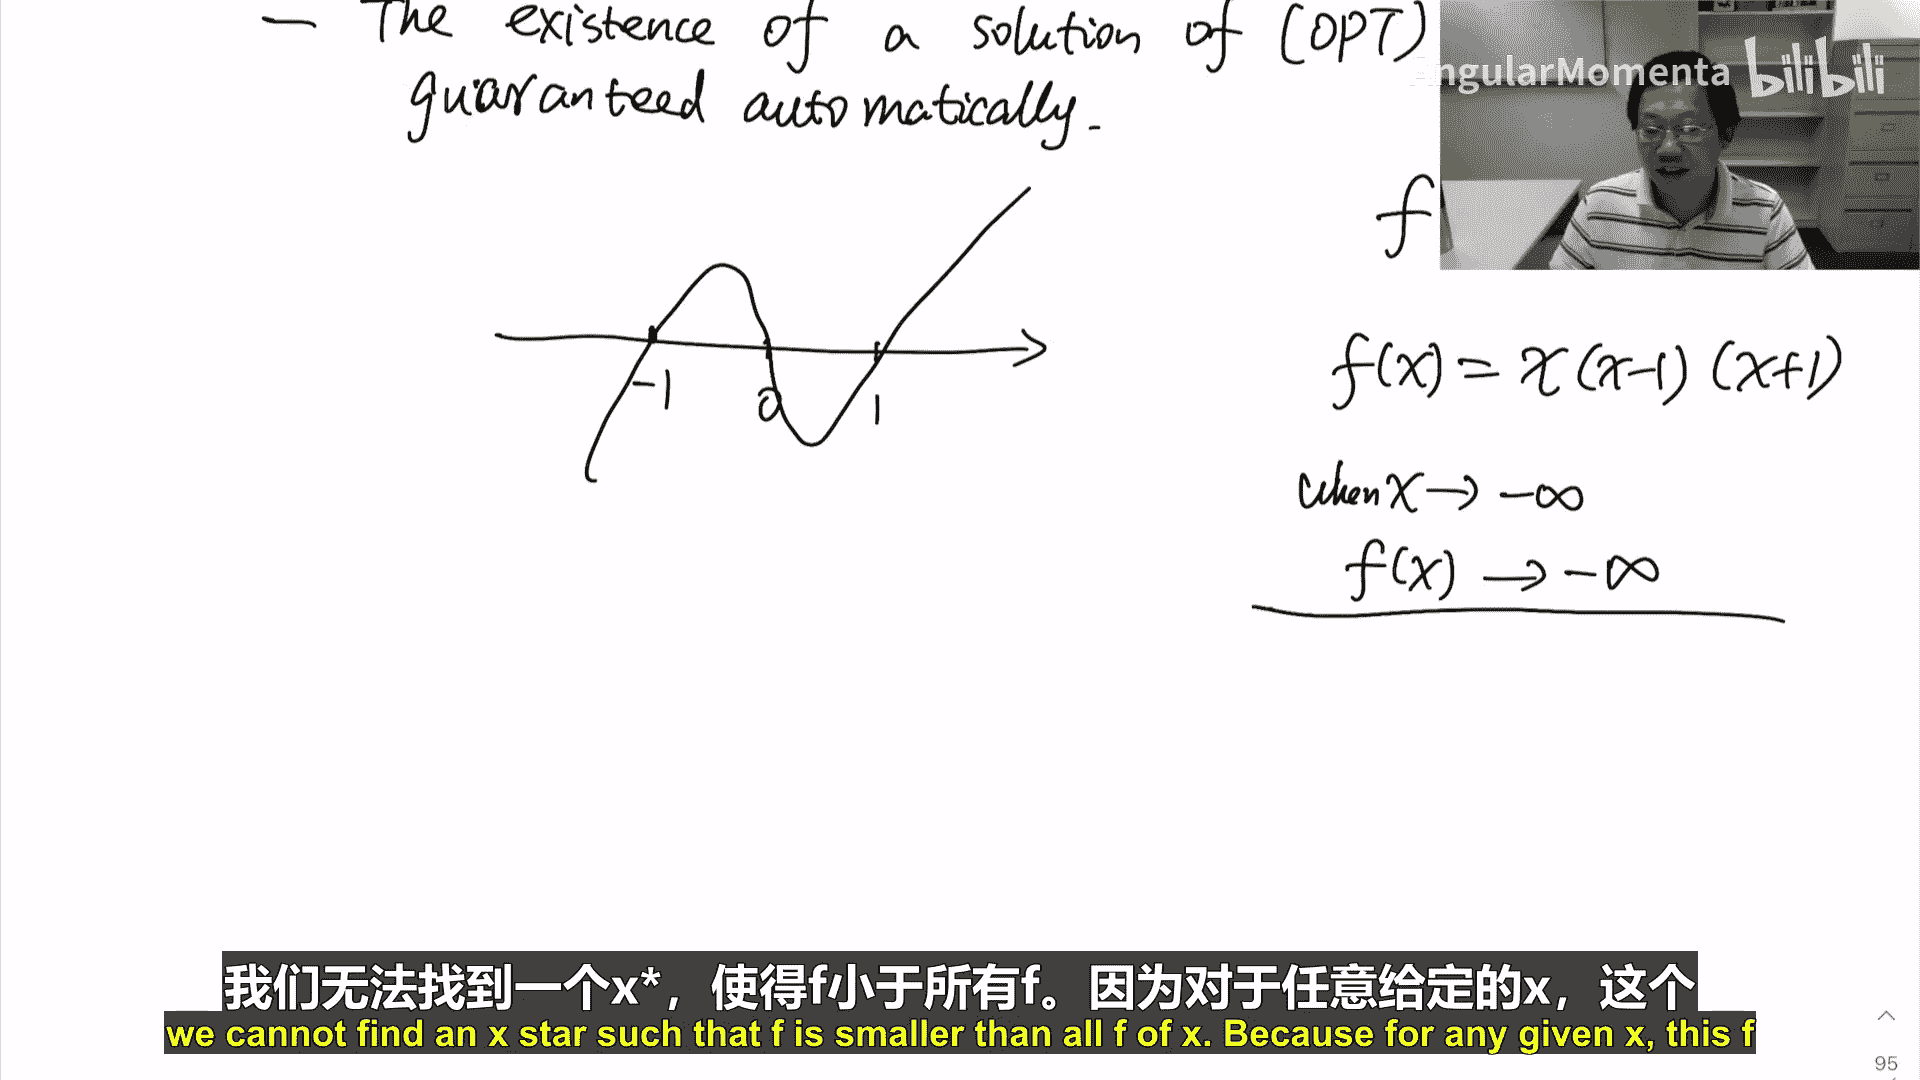 — The existence of a solution of (OPT)
guaranteed automatically.
ngularMomenta bilibili
f
f(x) = x(x-1)(x+1)
-1 0 1
when x → -∞
f(x) → -∞
我们无法找到一个x*，使得f小于所有f。因为对于任意给定的x，这个
we cannot find an x star such that f is smaller than all f of x. Because for any given x, this f
95